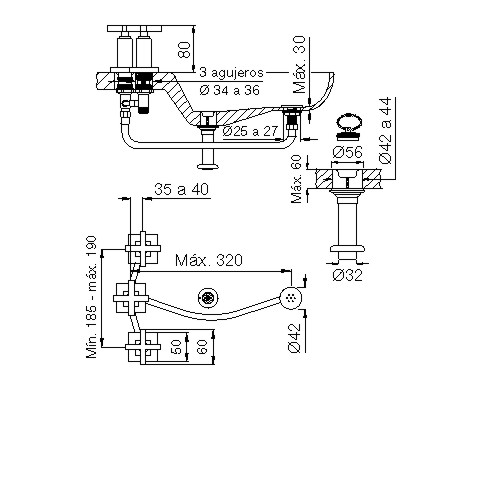 80
Máx. 30
3 agujeros
Ø 34 a 36
Ø25 a 27
Ø42 a 44
Ø56
Máx. 60
Ø32
35 a 40
Mín. 185 - máx. 190
Máx. 320
Ø42
50
60